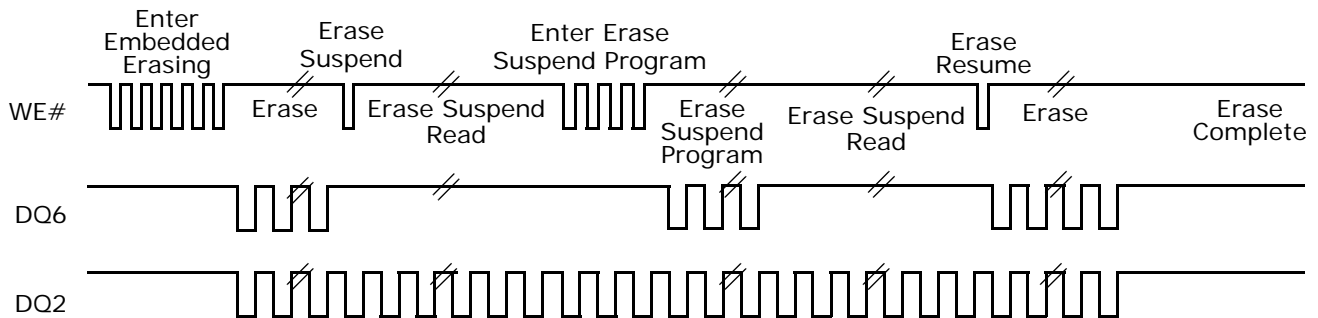 Enter
Embedded
Erasing
Erase
Suspend
Enter Erase
Suspend Program
Erase
Resume
WE#
Erase
Erase Suspend
Read
Erase
Suspend
Program
Erase Suspend
Read
Erase
Erase
Complete
DQ6
DQ2